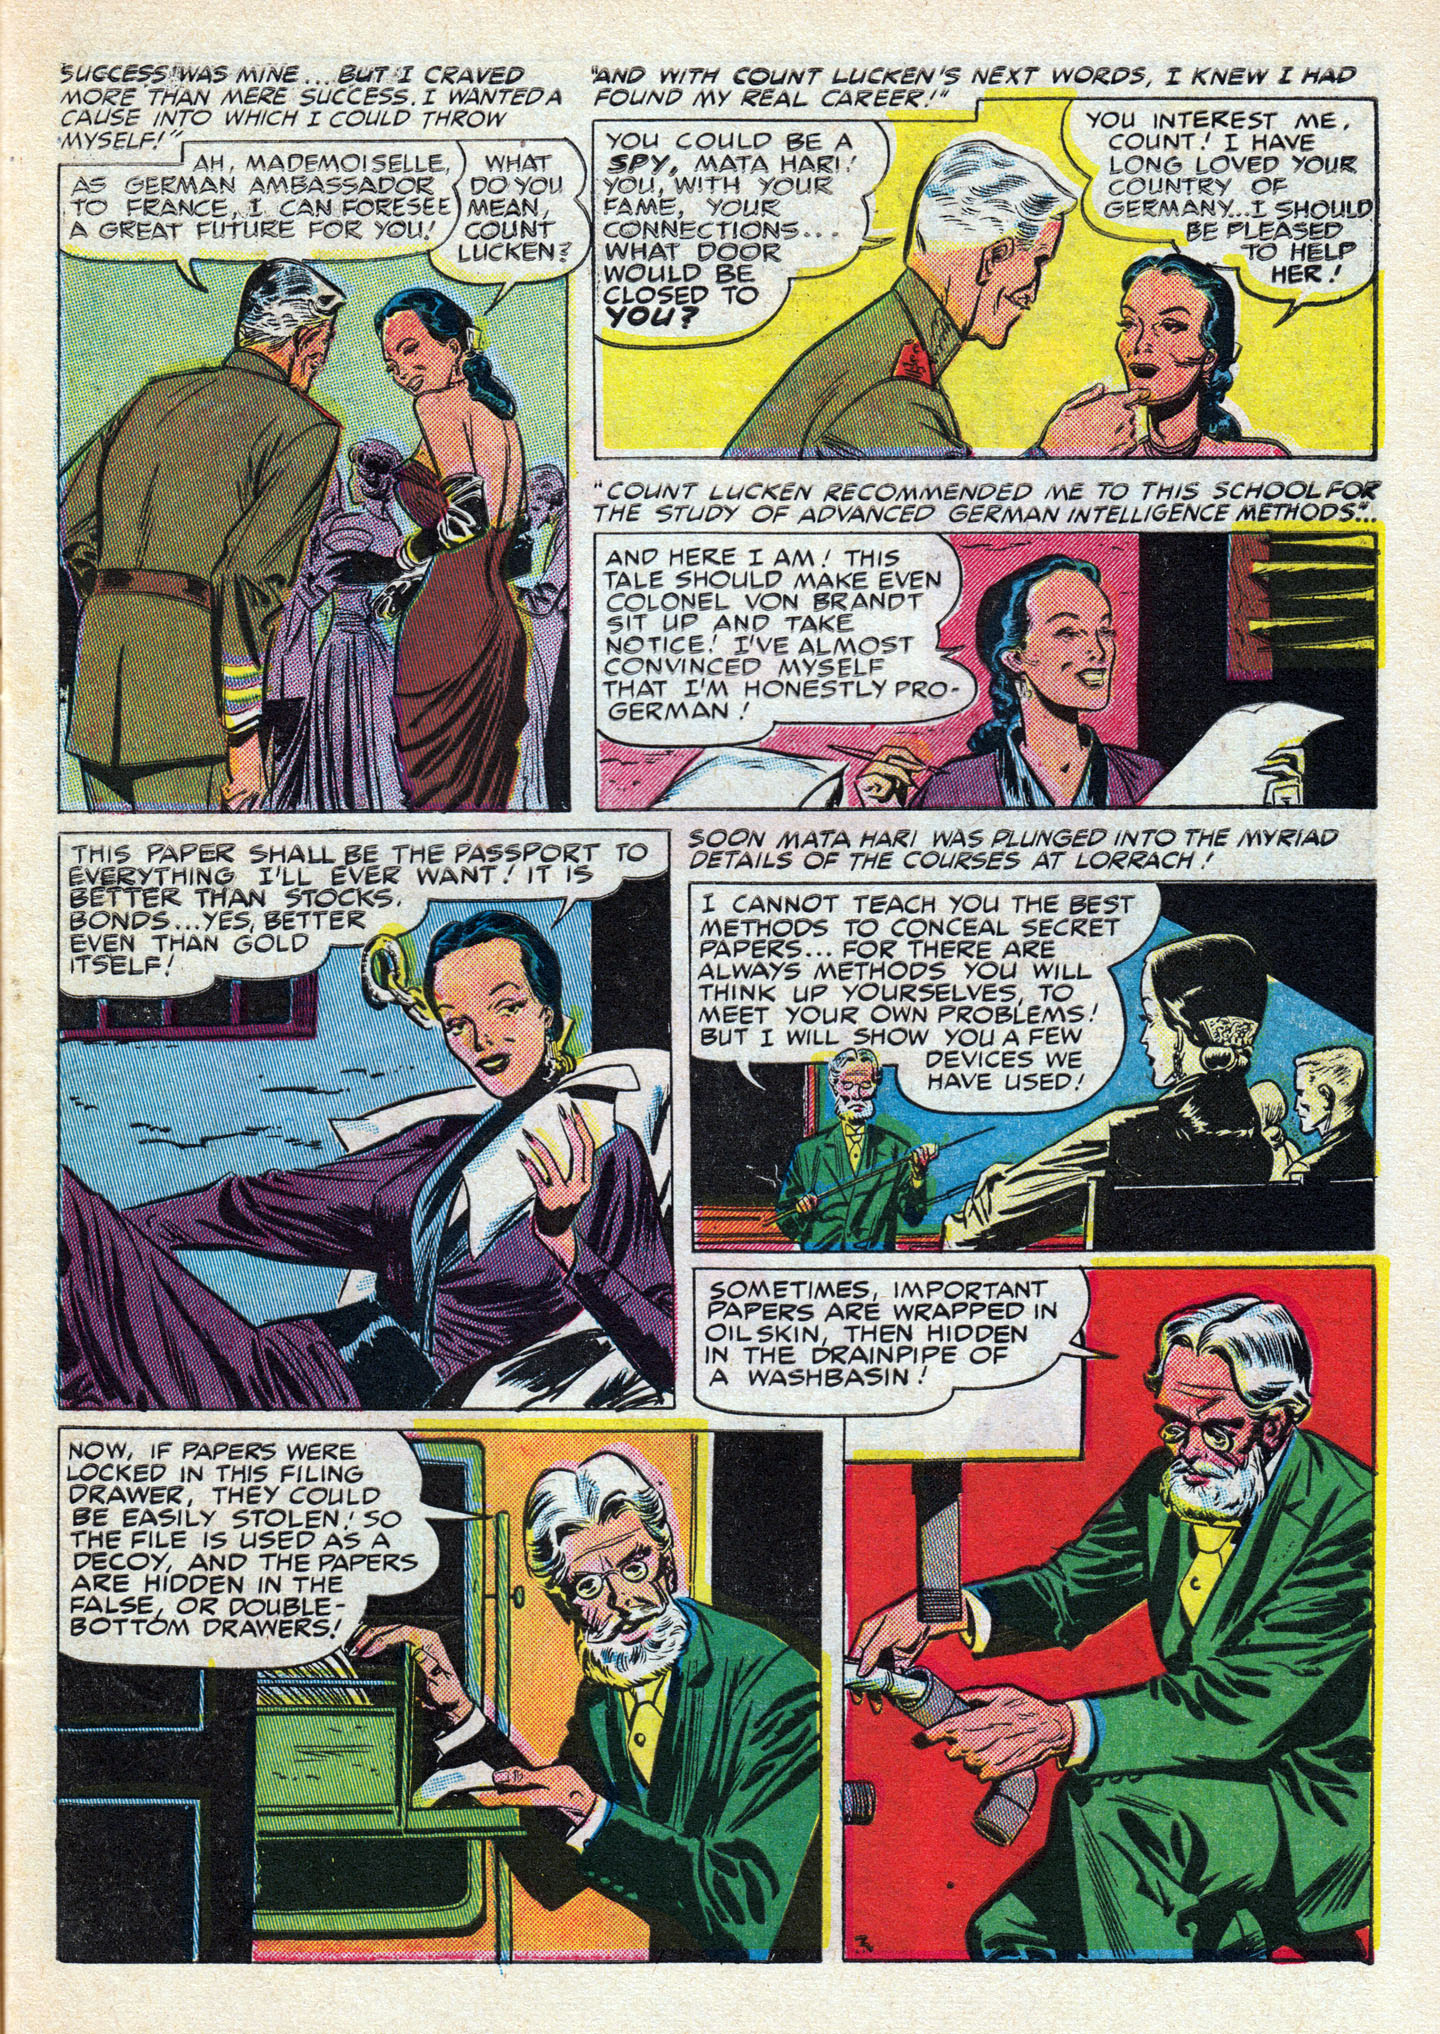 SUCCESS WAS MINE... BUT I CRAVED
MORE THAN MERE SUCCESS. I WANTED A
CAUSE INTO WHICH I COULD THROW
MYSELF!"
AH, MADEMOISELLE,
AS GERMAN AMBASSADOR
TO FRANCE, I CAN FORESEE
A GREAT FUTURE FOR YOU!
WHAT
DO YOU
MEAN,
COUNT
LUCKEN?
"AND WITH COUNT LUCKEN'S NEXT WORDS, I KNEW I HAD
FOUND MY REAL CAREER!"
YOU COULD BE A
SPY, MATA HARI!
YOU, WITH YOUR
FAME, YOUR
CONNECTIONS...
WHAT DOOR
WOULD BE
CLOSED TO
YOU?
YOU INTEREST ME,
COUNT! I HAVE
LONG LOVED YOUR
COUNTRY OF
GERMANY...I SHOULD
BE PLEASED
TO HELP
HER!
"COUNT LUCKEN RECOMMENDED ME TO THIS SCHOOL FOR
THE STUDY OF ADVANCED GERMAN INTELLIGENCE METHODS"...
AND HERE I AM! THIS
TALE SHOULD MAKE EVEN
COLONEL VON BRANDT
SIT UP AND TAKE
NOTICE! I'VE ALMOST
CONVINCED MYSELF
THAT I'M HONESTLY PRO-
GERMAN!
THIS PAPER SHALL BE THE PASSPORT TO
EVERYTHING I'LL EVER WANT! IT IS
BETTER THAN STOCKS,
BONDS...YES, BETTER
EVEN THAN GOLD
ITSELF!
SOON MATA HARI WAS PLUNGED INTO THE MYRIAD
DETAILS OF THE COURSES AT LORRACH!
I CANNOT TEACH YOU THE BEST
METHODS TO CONCEAL SECRET
PAPERS... FOR THERE ARE
ALWAYS METHODS YOU WILL
THINK UP YOURSELVES, TO
MEET YOUR OWN PROBLEMS!
BUT I WILL SHOW YOU A FEW
DEVICES WE
HAVE USED!
NOW, IF PAPERS WERE
LOCKED IN THIS FILING
DRAWER, THEY COULD
BE EASILY STOLEN! SO
THE FILE IS USED AS A
DECOY, AND THE PAPERS
ARE HIDDEN IN THE
FALSE, OR DOUBLE-
BOTTOM DRAWERS!
SOMETIMES, IMPORTANT
PAPERS ARE WRAPPED IN
OILSKIN, THEN HIDDEN
IN THE DRAINPIPE OF
A WASHBASIN!
2